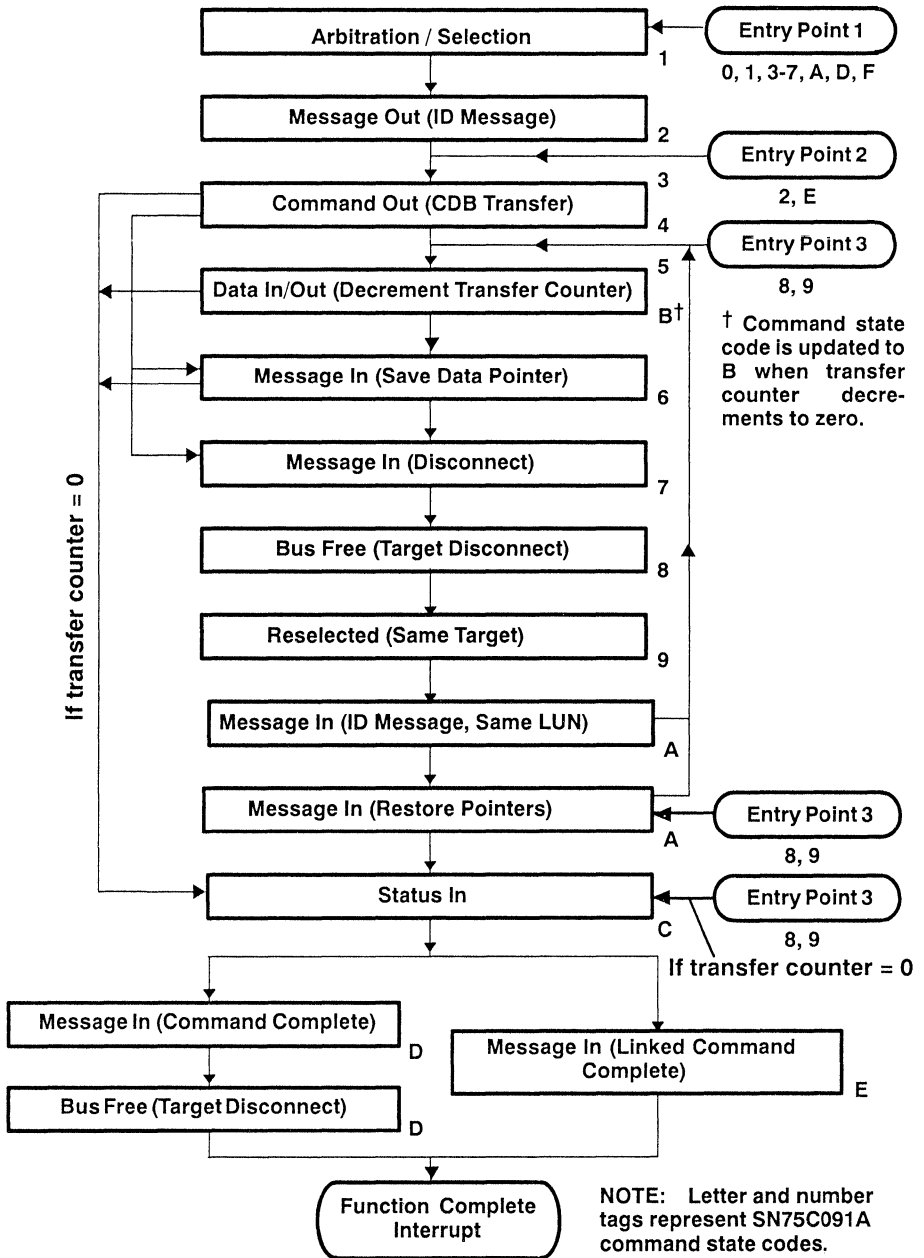 Arbitration / Selection
1
Entry Point 1
0, 1, 3-7, A, D, F
Message Out (ID Message)
2
Entry Point 2
2, E
3
Command Out (CDB Transfer)
4
Entry Point 3
8, 9
5
Data In/Out (Decrement Transfer Counter)
B†
† Command state
code is updated to
B when transfer
counter decre-
ments to zero.
Message In (Save Data Pointer)
6
Message In (Disconnect)
7
If transfer counter = 0
Bus Free (Target Disconnect)
8
Reselected (Same Target)
9
Message In (ID Message, Same LUN)
A
Message In (Restore Pointers)
A
Entry Point 3
8, 9
Status In
C
Entry Point 3
8, 9
If transfer counter = 0
Message In (Command Complete)
D
Message In (Linked Command
Complete)
E
Bus Free (Target Disconnect)
D
Function Complete
Interrupt
NOTE: Letter and number
tags represent SN75C091A
command state codes.